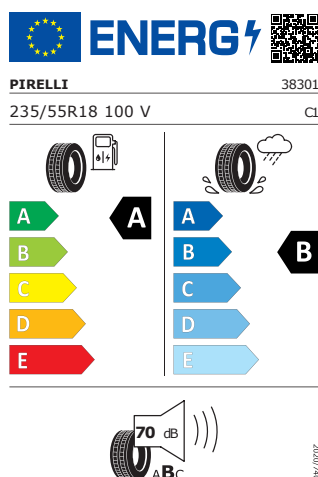 ENERG
PIRELLI 38301
235/55R18 100 V C1
A A
B
C
D
E
A
B B
C
D
E
70 dB
ABC